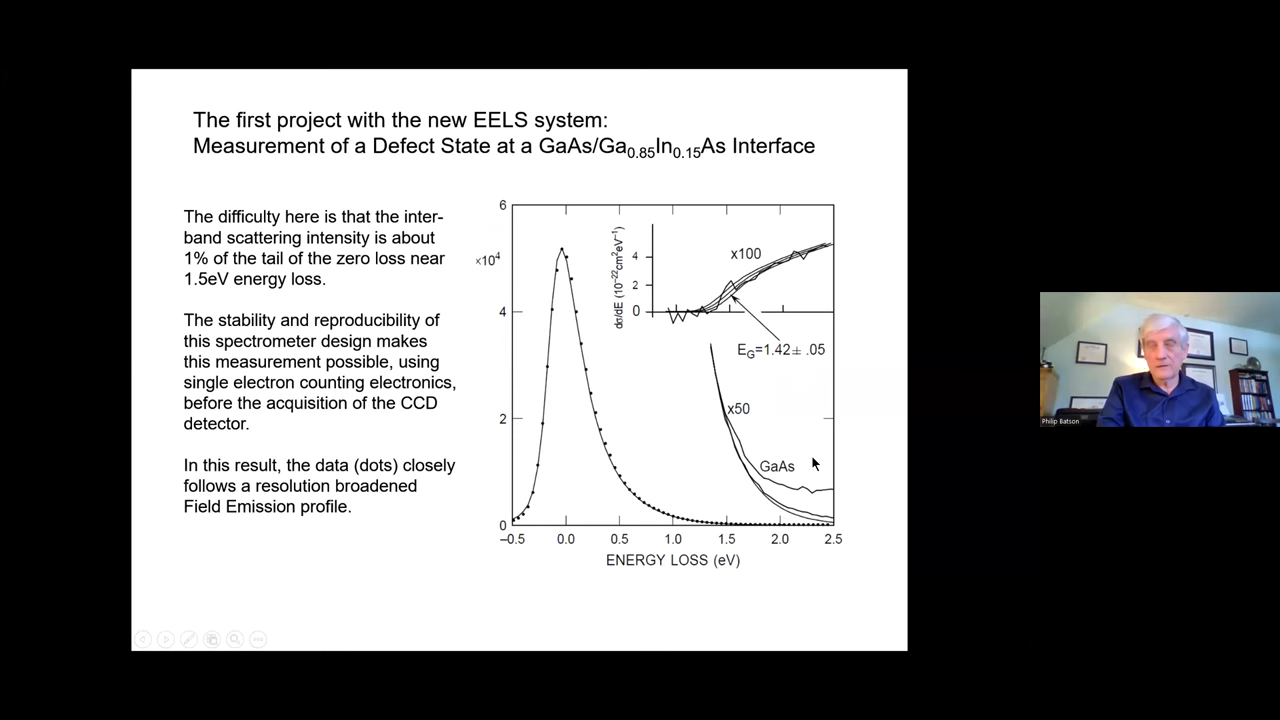 The first project with the new EELS system:
Measurement of a Defect State at a GaAs/Ga0.85In0.15As Interface
The difficulty here is that the inter-
band scattering intensity is about
1% of the tail of the zero loss near
1.5eV energy loss.
The stability and reproducibility of
this spectrometer design makes
this measurement possible, using
single electron counting electronics,
before the acquisition of the CCD
detector.
In this result, the data (dots) closely
follows a resolution broadened
Field Emission profile.
6
×10⁴
4
2
0
−0.5 0.0 0.5 1.0 1.5 2.0 2.5
ENERGY LOSS (eV)
dσ/dE (10⁻²²cm²eV⁻¹)
4
2
0
x100
EG=1.42± .05
x50
GaAs
Philip Batson